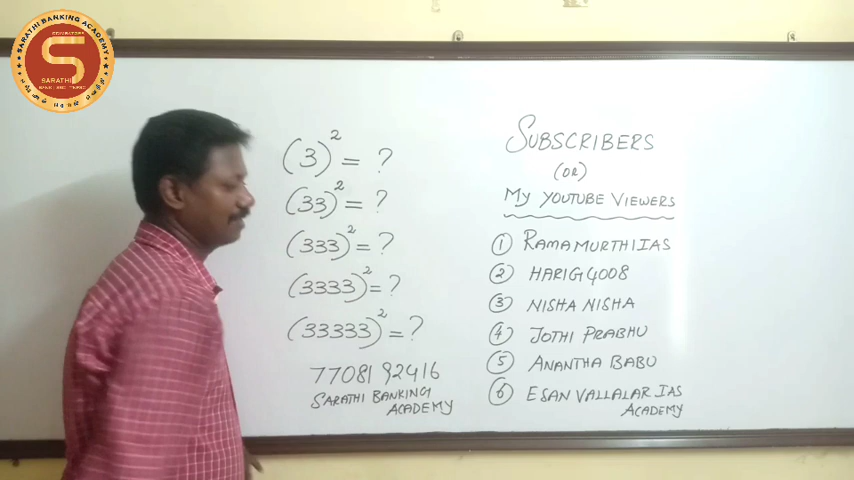 SARATHI BANKING ACADEMY
S
SARATHI
(3)² = ?
(33)² = ?
(333)² = ?
(3333)² = ?
(33333)² = ?
7708192416
SARATHI BANKING
ACADEMY
SUBSCRIBERS
(OR)
MY YOUTUBE VIEWERS
① RAMAMURTHI IAS
② HARIG4008
③ NISHA NISHA
④ JOTHI PRABHU
⑤ ANANTHA BABU
⑥ ESAN VALLALAR IAS
ACADEMY